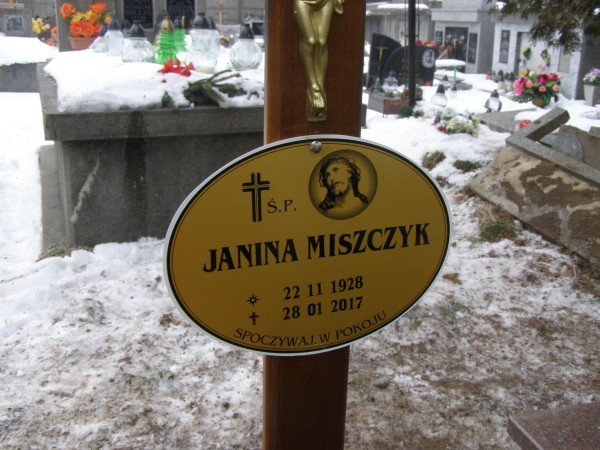 Ś.P.
JANINA MISZCZYK
22 11 1928
28 01 2017
SPOCZYWAJ W POKOJU